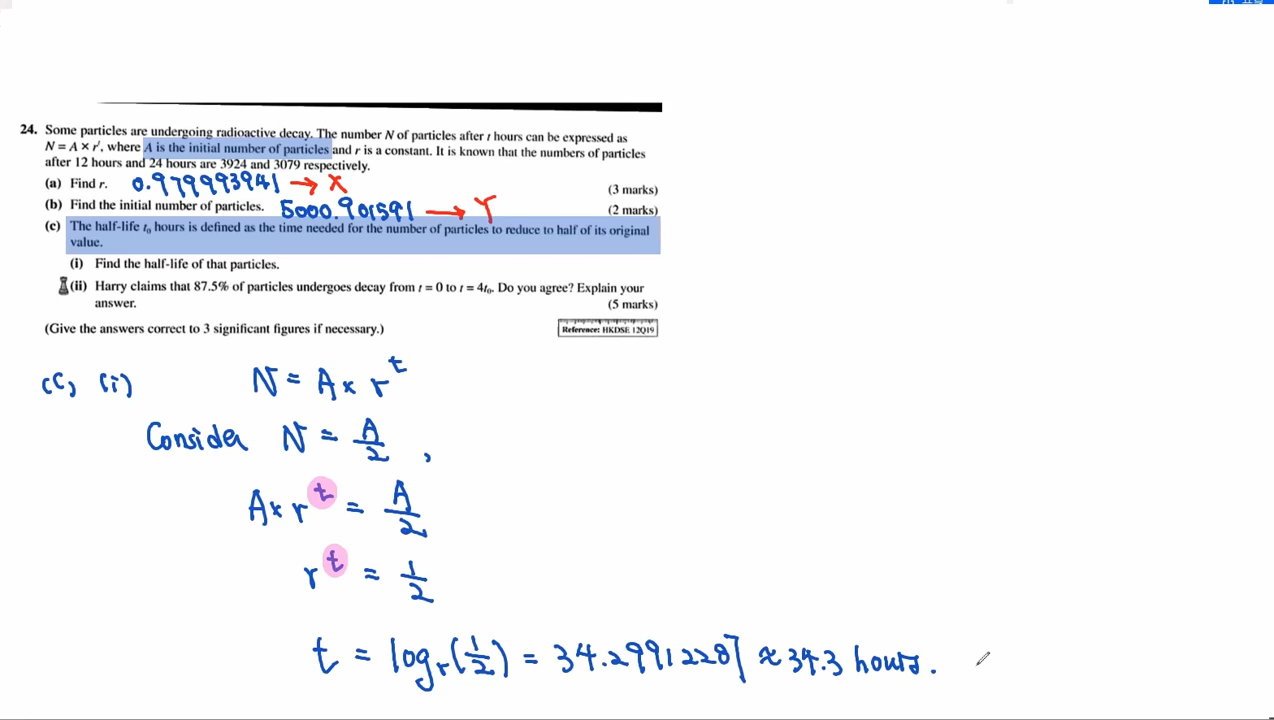 24. Some particles are undergoing radioactive decay. The number N of particles after t hours can be expressed as
N = A × r^t, where A is the initial number of particles and r is a constant. It is known that the numbers of particles
after 12 hours and 24 hours are 3924 and 3079 respectively.
(a) Find r. 0.979993941 → X (3 marks)
(b) Find the initial number of particles. 5000.901591 → Y (2 marks)
(c) The half-life t₀ hours is defined as the time needed for the number of particles to reduce to half of its original
value.
(i) Find the half-life of that particles.
(ii) Harry claims that 87.5% of particles undergoes decay from t = 0 to t = 4t₀. Do you agree? Explain your
answer. (5 marks)
(Give the answers correct to 3 significant figures if necessary.) Reference: HKDSE 12Q19
(c) (i) N = A × r^t
Consider N = A/2 ,
A × r^t = A/2
r^t = 1/2
t = log_r(1/2) = 34.29912287 ≈ 34.3 hours.